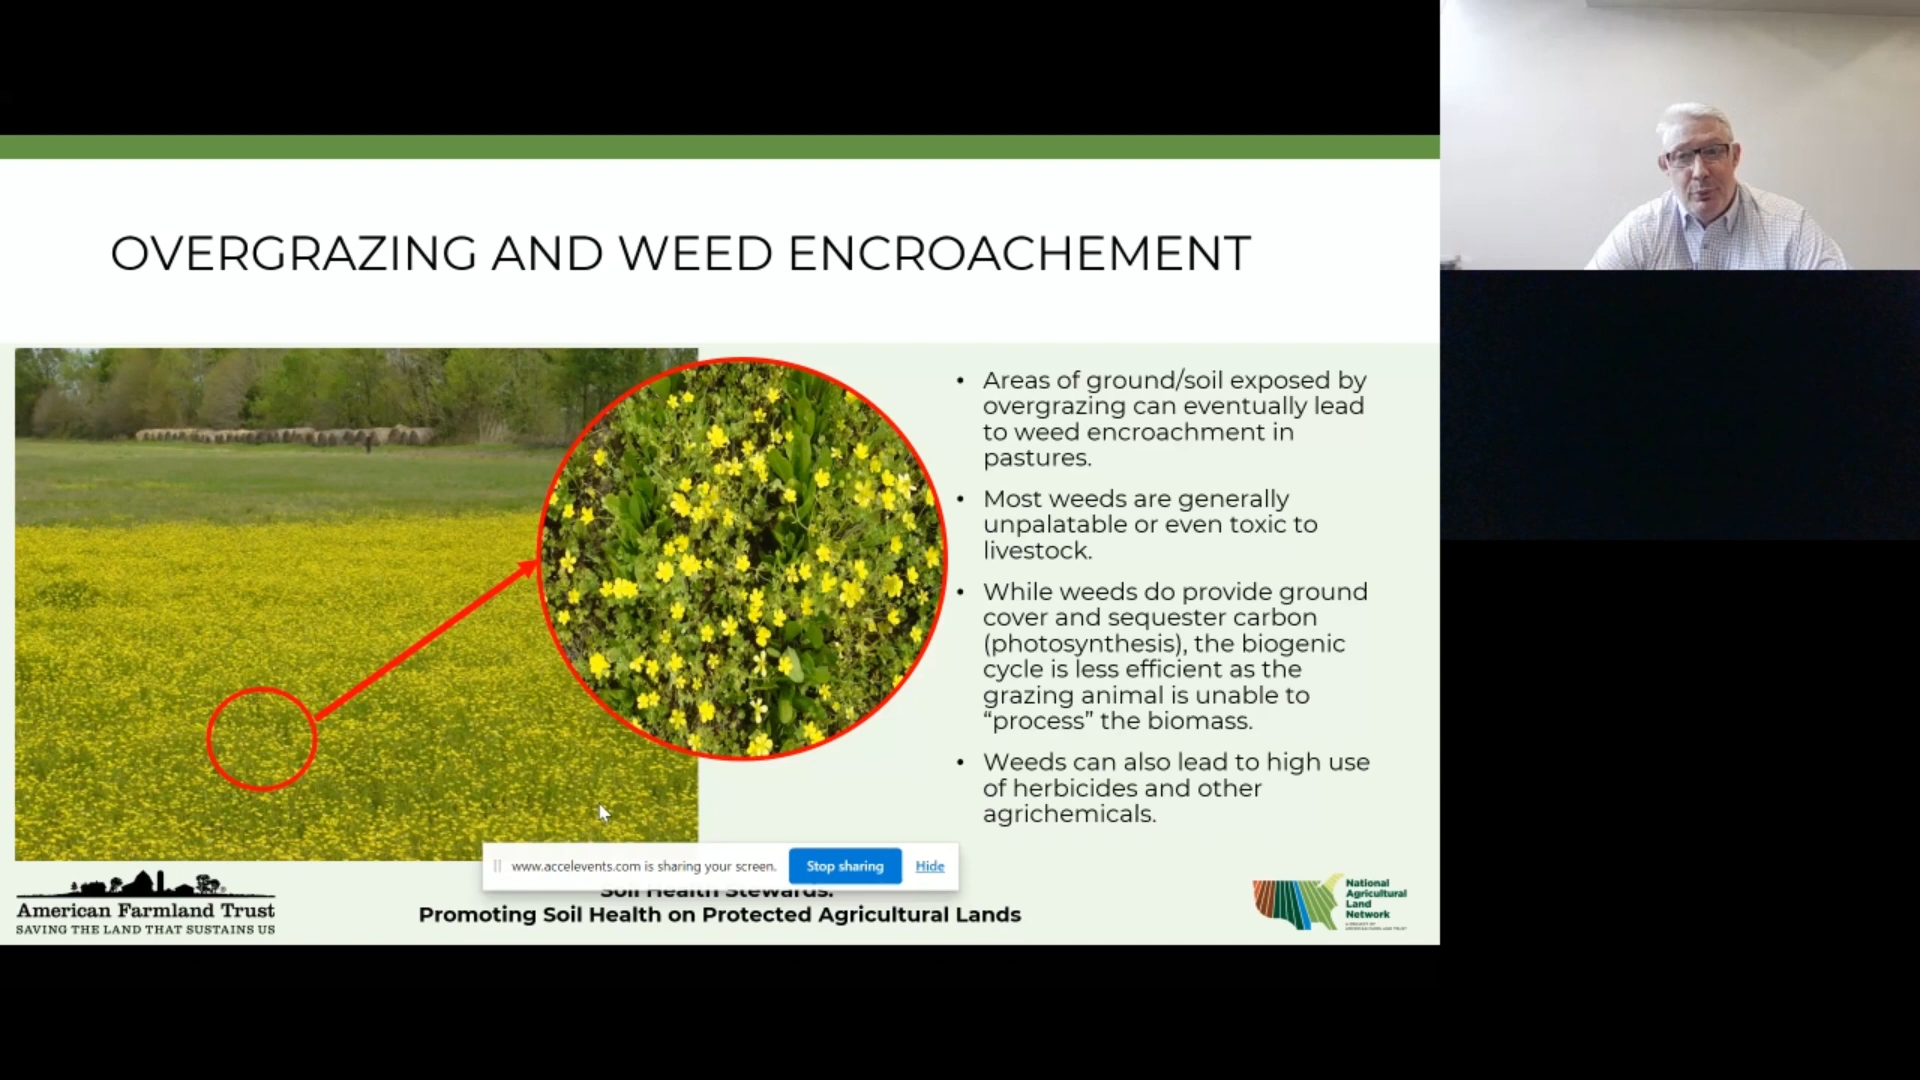 OVERGRAZING AND WEED ENCROACHEMENT
• Areas of ground/soil exposed by
overgrazing can eventually lead
to weed encroachment in
pastures.
• Most weeds are generally
unpalatable or even toxic to
livestock.
• While weeds do provide ground
cover and sequester carbon
(photosynthesis), the biogenic
cycle is less efficient as the
grazing animal is unable to
“process” the biomass.
• Weeds can also lead to high use
of herbicides and other
agrichemicals.
www.accelevents.com is sharing your screen. Stop sharing Hide
Soil Health Stewards:
Promoting Soil Health on Protected Agricultural Lands
American Farmland Trust
SAVING THE LAND THAT SUSTAINS US
National
Agricultural
Land
Network